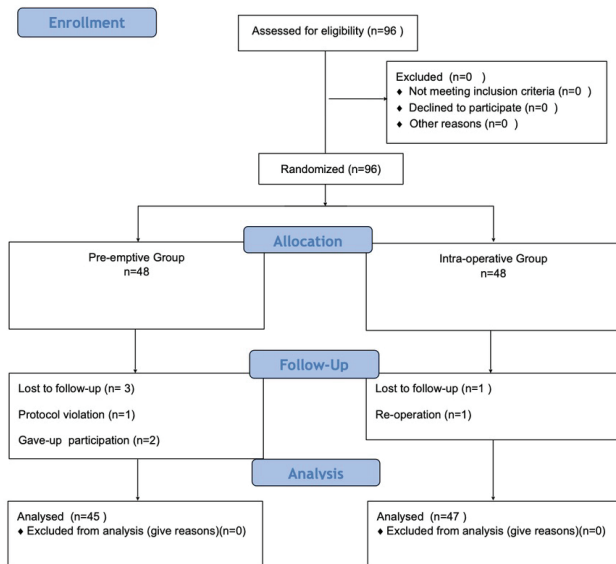 Enrollment
Assessed for eligibility (n=96 )
Excluded (n=0 )
♦ Not meeting inclusion criteria (n=0 )
♦ Declined to participate (n=0 )
♦ Other reasons (n=0 )
Randomized (n=96)
Allocation
Pre-emptive Group
n=48
Intra-operative Group
n=48
Follow-Up
Lost to follow-up (n= 3)
Protocol violation (n=1)
Gave-up participation (n=2)
Lost to follow-up (n=1 )
Re-operation (n=1)
Analysis
Analysed (n=45 )
♦ Excluded from analysis (give reasons)(n=0)
Analysed (n=47 )
♦ Excluded from analysis (give reasons)(n=0)